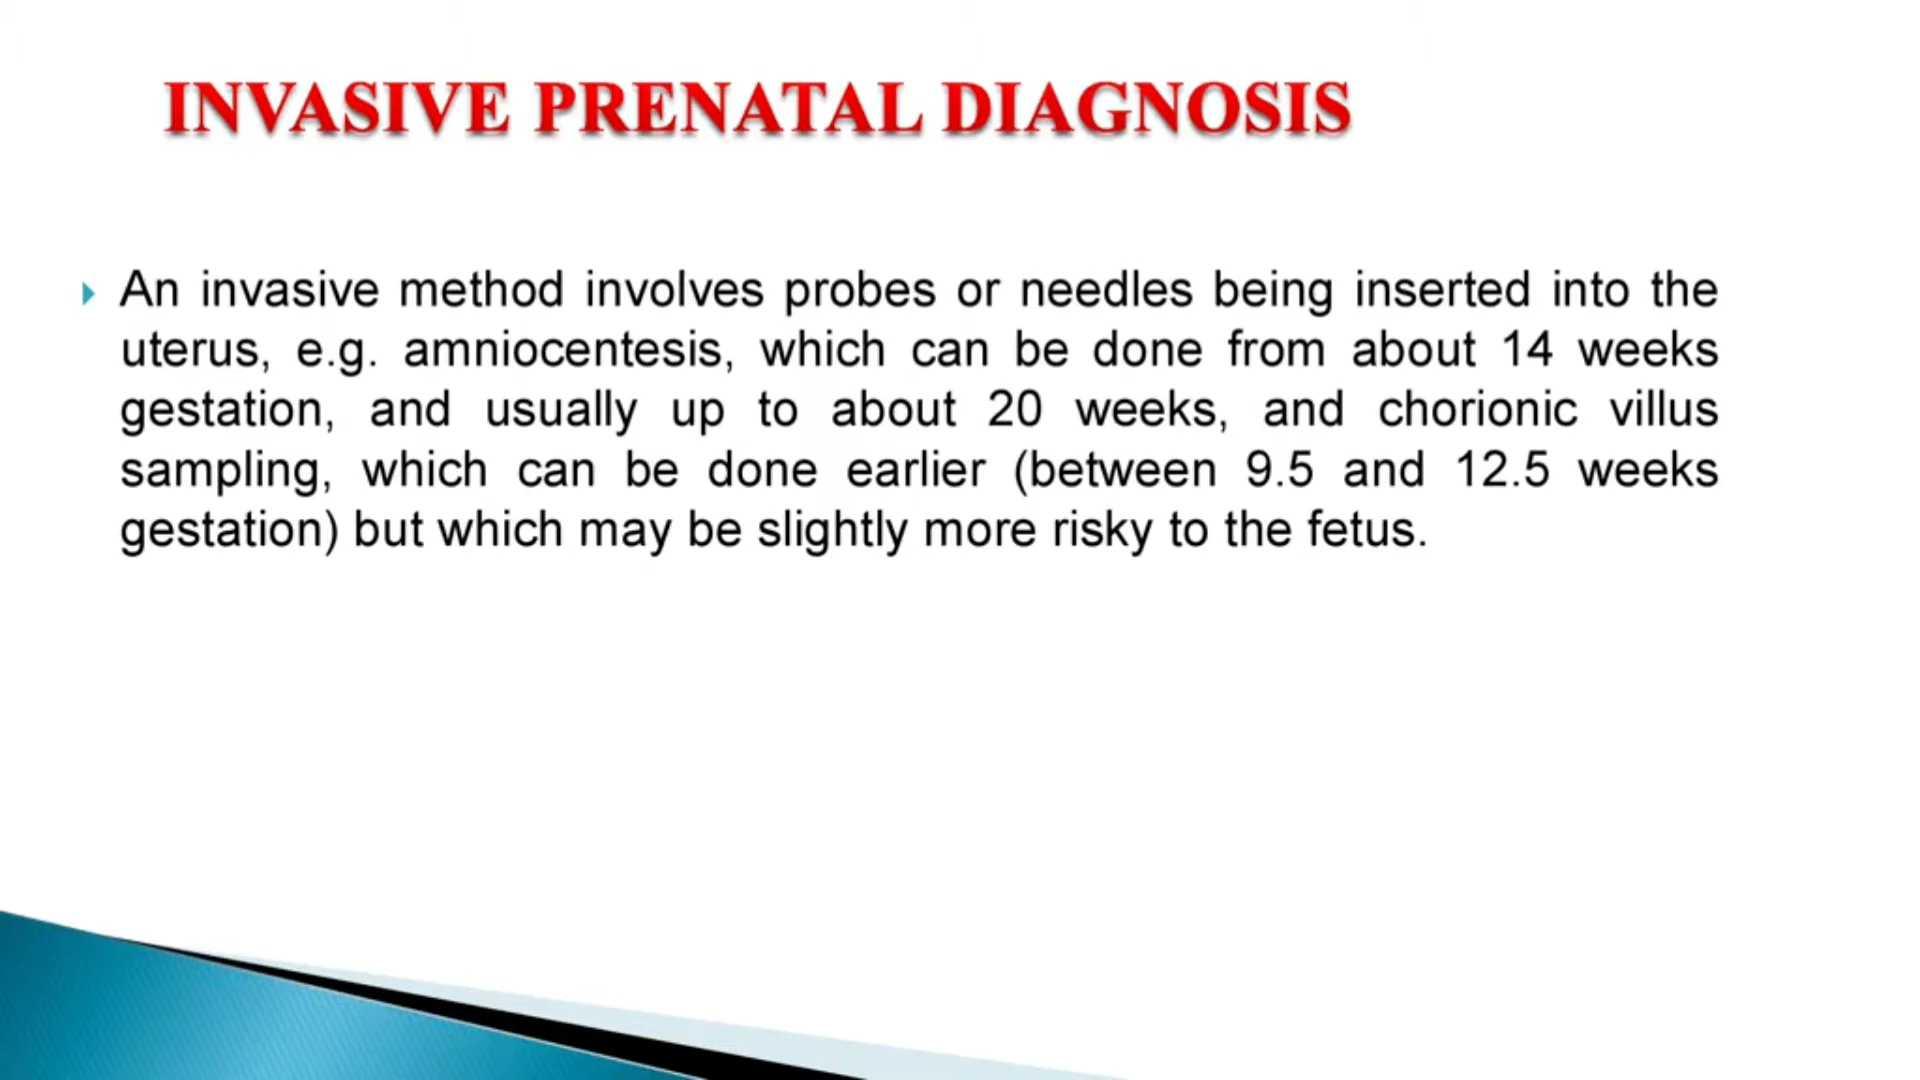 INVASIVE PRENATAL DIAGNOSIS
An invasive method involves probes or needles being inserted into the
uterus, e.g. amniocentesis, which can be done from about 14 weeks
gestation, and usually up to about 20 weeks, and chorionic villus
sampling, which can be done earlier (between 9.5 and 12.5 weeks
gestation) but which may be slightly more risky to the fetus.